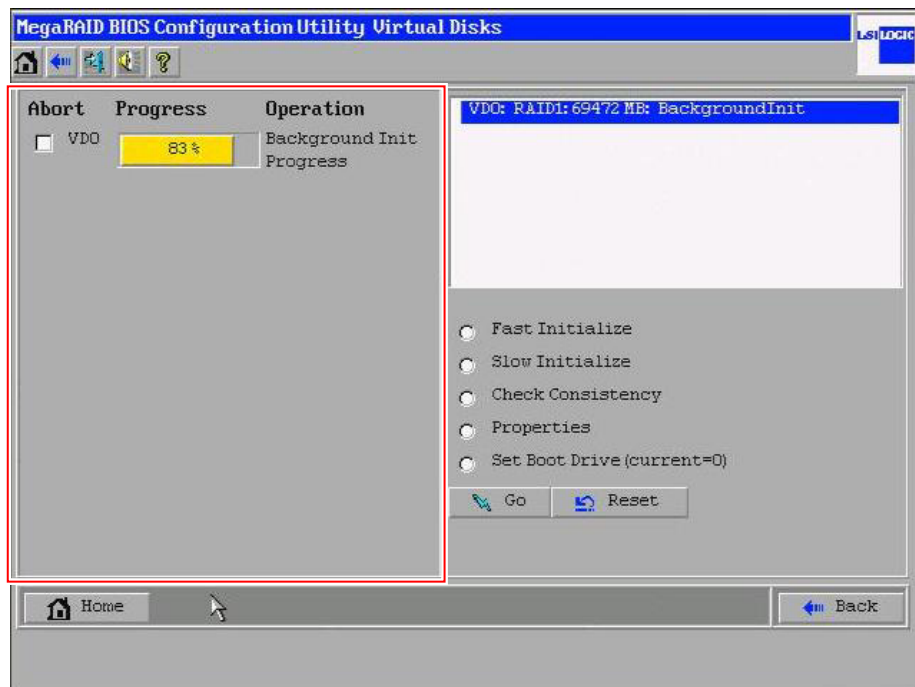 MegaRAID BIOS Configuration Utility Virtual Disks
LSI LOGIC
Abort Progress Operation
VD0 83 % Background Init
Progress
VD0: RAID1: 69472 MB: BackgroundInit
Fast Initialize
Slow Initialize
Check Consistency
Properties
Set Boot Drive (current=0)
Go Reset
Home Back